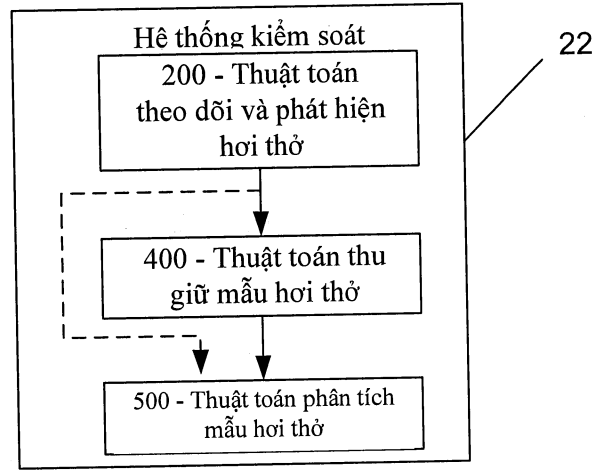 Hê thống kiểm soát
22
200 - Thuật toán
theo dõi và phát hiện
hơi thở
400 - Thuật toán thu
giữ mẫu hơi thở
500 - Thuật toán phân tích
mẫu hơi thở